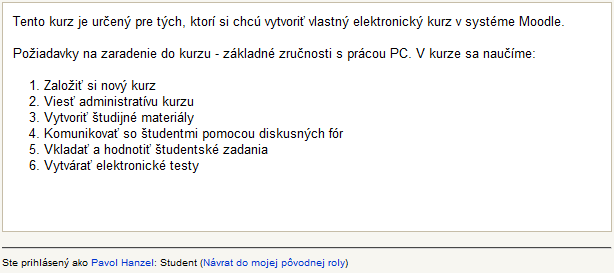 Tento kurz je určený pre tých, ktorí si chcú vytvoriť vlastný elektronický kurz v systéme Moodle.
Požiadavky na zaradenie do kurzu - základné zručnosti s prácou PC. V kurze sa naučíme:
1. Založiť si nový kurz
2. Viesť administratívu kurzu
3. Vytvoriť študijné materiály
4. Komunikovať so študentmi pomocou diskusných fór
5. Vkladať a hodnotiť študentské zadania
6. Vytvárať elektronické testy
Ste prihlásený ako Pavol Hanzel: Student (Návrat do mojej pôvodnej roly)